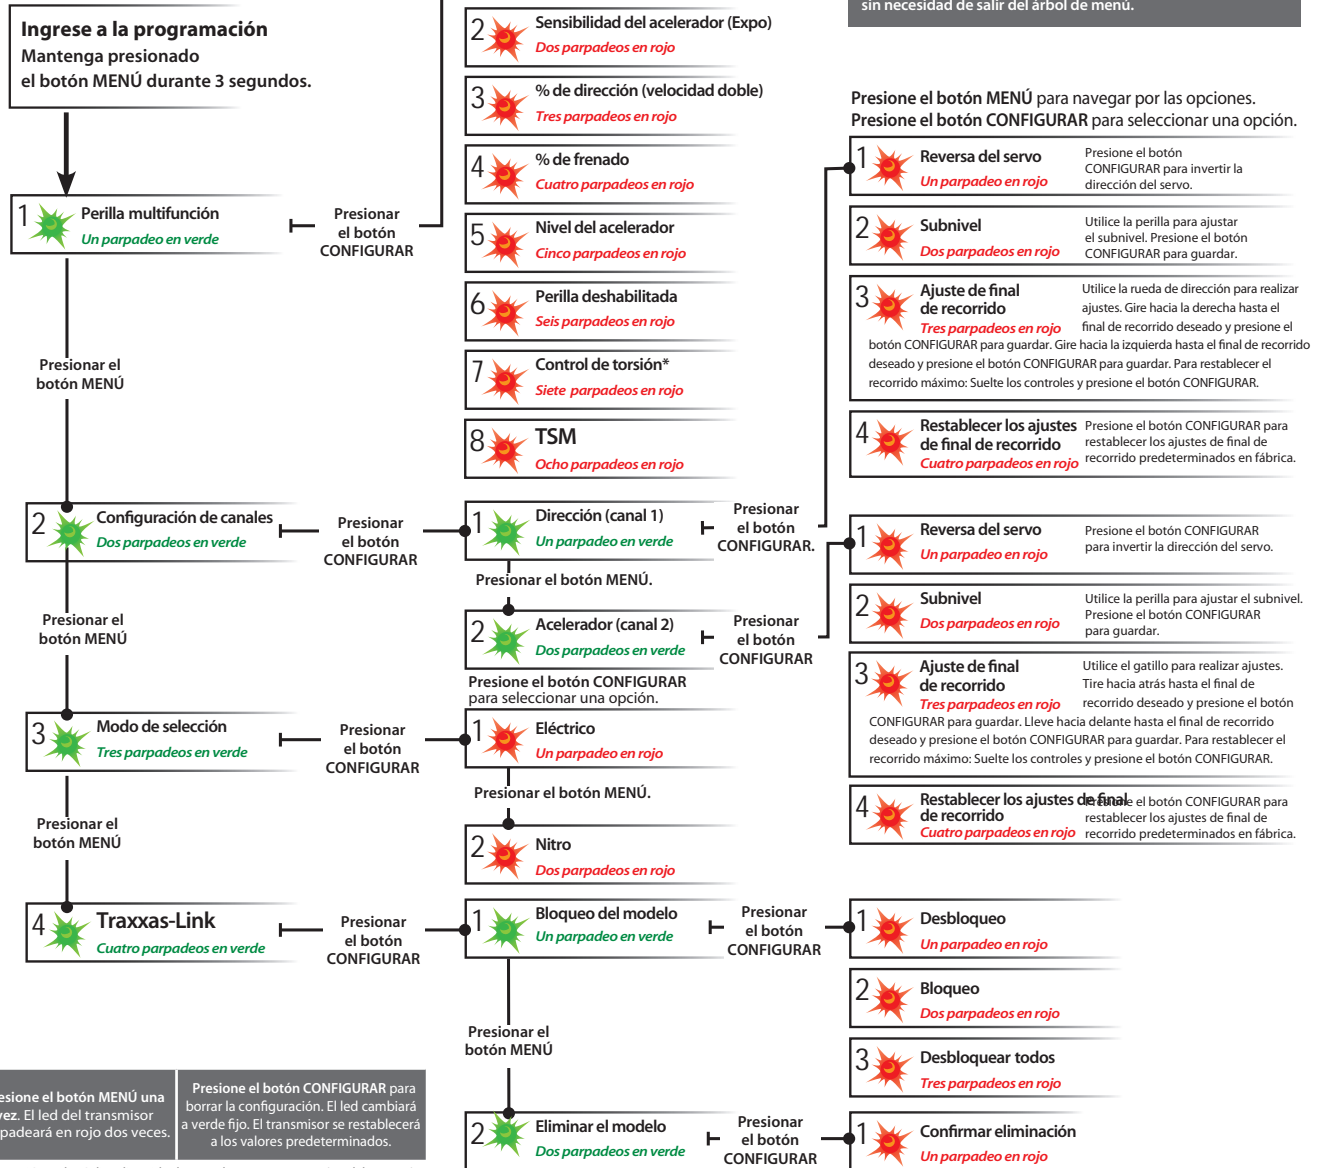 sin necesidad de salir del árbol de menú.
Ingrese a la programación
Mantenga presionado
el botón MENÚ durante 3 segundos.
1 Perilla multifunción
Un parpadeo en verde
Presionar
el botón
CONFIGURAR
2 Sensibilidad del acelerador (Expo)
Dos parpadeos en rojo
3 % de dirección (velocidad doble)
Tres parpadeos en rojo
4 % de frenado
Cuatro parpadeos en rojo
5 Nivel del acelerador
Cinco parpadeos en rojo
6 Perilla deshabilitada
Seis parpadeos en rojo
7 Control de torsión*
Siete parpadeos en rojo
8 TSM
Ocho parpadeos en rojo
Presionar el
botón MENÚ
2 Configuración de canales
Dos parpadeos en verde
Presionar
el botón
CONFIGURAR
1 Dirección (canal 1)
Un parpadeo en verde
Presionar
el botón
CONFIGURAR.
Presionar el botón MENÚ.
2 Acelerador (canal 2)
Dos parpadeos en verde
Presionar
el botón
CONFIGURAR
Presione el botón MENÚ para navegar por las opciones.
Presione el botón CONFIGURAR para seleccionar una opción.
1 Reversa del servo
Un parpadeo en rojo
Presione el botón
CONFIGURAR para invertir la
dirección del servo.
2 Subnivel
Dos parpadeos en rojo
Utilice la perilla para ajustar
el subnivel. Presione el botón
CONFIGURAR para guardar.
3 Ajuste de final
de recorrido
Tres parpadeos en rojo
Utilice la rueda de dirección para realizar
ajustes. Gire hacia la derecha hasta el
final de recorrido deseado y presione el
botón CONFIGURAR para guardar. Gire hacia la izquierda hasta el final de recorrido
deseado y presione el botón CONFIGURAR para guardar. Para restablecer el
recorrido máximo: Suelte los controles y presione el botón CONFIGURAR.
4 Restablecer los ajustes
de final de recorrido
Cuatro parpadeos en rojo
Presione el botón CONFIGURAR para
restablecer los ajustes de final de
recorrido predeterminados en fábrica.
1 Reversa del servo
Un parpadeo en rojo
Presione el botón CONFIGURAR
para invertir la dirección del servo.
2 Subnivel
Dos parpadeos en rojo
Utilice la perilla para ajustar el subnivel.
Presione el botón CONFIGURAR
para guardar.
3 Ajuste de final
de recorrido
Tres parpadeos en rojo
Utilice el gatillo para realizar ajustes.
Tire hacia atrás hasta el final de
recorrido deseado y presione el botón
CONFIGURAR para guardar. Lleve hacia delante hasta el final de recorrido
deseado y presione el botón CONFIGURAR para guardar. Para restablecer el
recorrido máximo: Suelte los controles y presione el botón CONFIGURAR.
4 Restablecer los ajustes de final
de recorrido
Cuatro parpadeos en rojo
Presione el botón CONFIGURAR para
restablecer los ajustes de final de
recorrido predeterminados en fábrica.
Presionar el
botón MENÚ
3 Modo de selección
Tres parpadeos en verde
Presionar
el botón
CONFIGURAR
Presione el botón CONFIGURAR
para seleccionar una opción.
1 Eléctrico
Un parpadeo en rojo
Presionar el botón MENÚ.
2 Nitro
Dos parpadeos en rojo
Presionar el
botón MENÚ
4 Traxxas-Link
Cuatro parpadeos en verde
Presionar
el botón
CONFIGURAR
1 Bloqueo del modelo
Un parpadeo en verde
Presionar
el botón
CONFIGURAR
1 Desbloqueo
Un parpadeo en rojo
2 Bloqueo
Dos parpadeos en rojo
3 Desbloquear todos
Tres parpadeos en rojo
Presionar el
botón MENÚ
2 Eliminar el modelo
Dos parpadeos en verde
Presionar
el botón
CONFIGURAR
1 Confirmar eliminación
Un parpadeo en rojo
esione el botón MENÚ una
vez. El led del transmisor
padeará en rojo dos veces.
Presione el botón CONFIGURAR para
borrar la configuración. El led cambiará
a verde fijo. El transmisor se restablecerá
a los valores predeterminados.